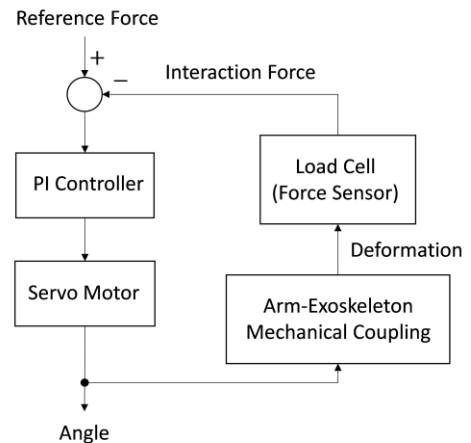 Reference Force
+
−
Interaction Force
PI Controller
Load Cell
(Force Sensor)
Deformation
Servo Motor
Arm-Exoskeleton
Mechanical Coupling
Angle